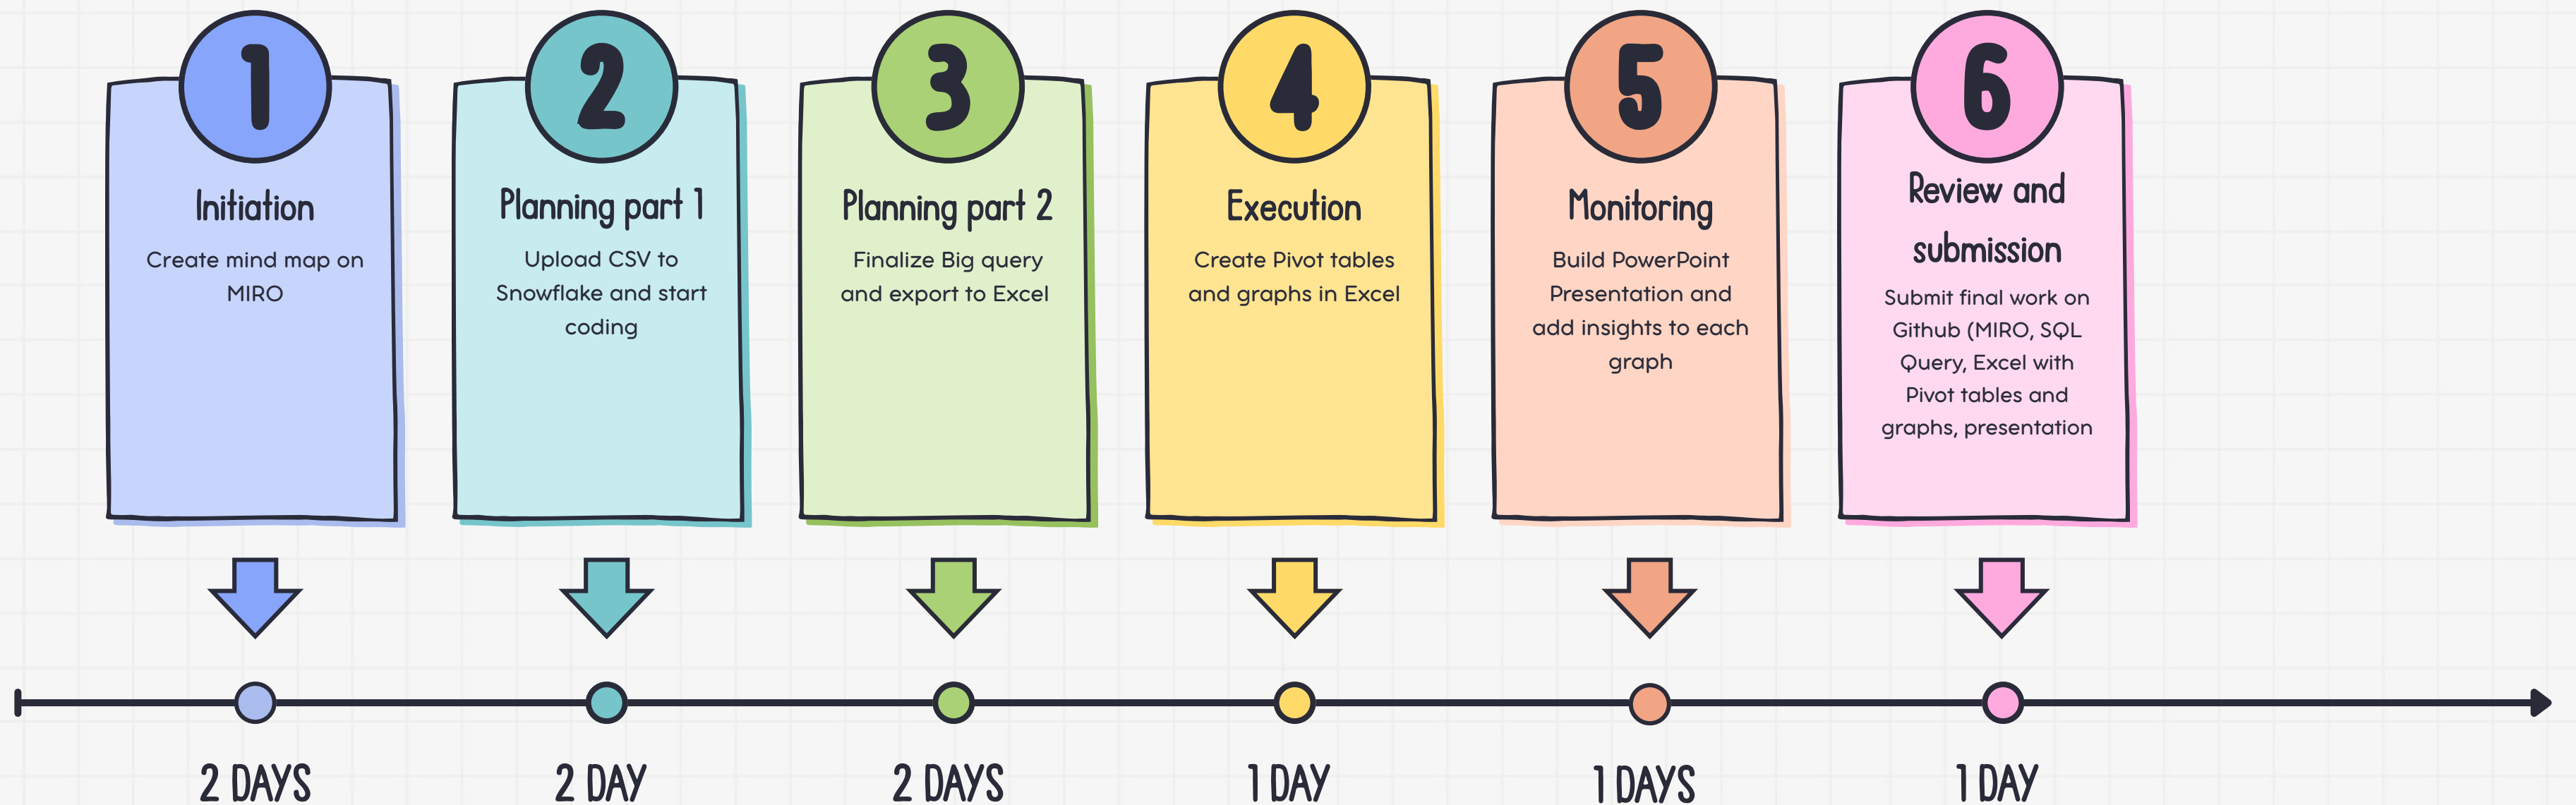 1
Initiation
Create mind map on
MIRO
2 DAYS
2
Planning part 1
Upload CSV to
Snowflake and start
coding
2 DAY
3
Planning part 2
Finalize Big query
and export to Excel
2 DAYS
4
Execution
Create Pivot tables
and graphs in Excel
1 DAY
5
Monitoring
Build PowerPoint
Presentation and
add insights to each
graph
1 DAYS
6
Review and
submission
Submit final work on
Github (MIRO, SQL
Query, Excel with
Pivot tables and
graphs, presentation
1 DAY